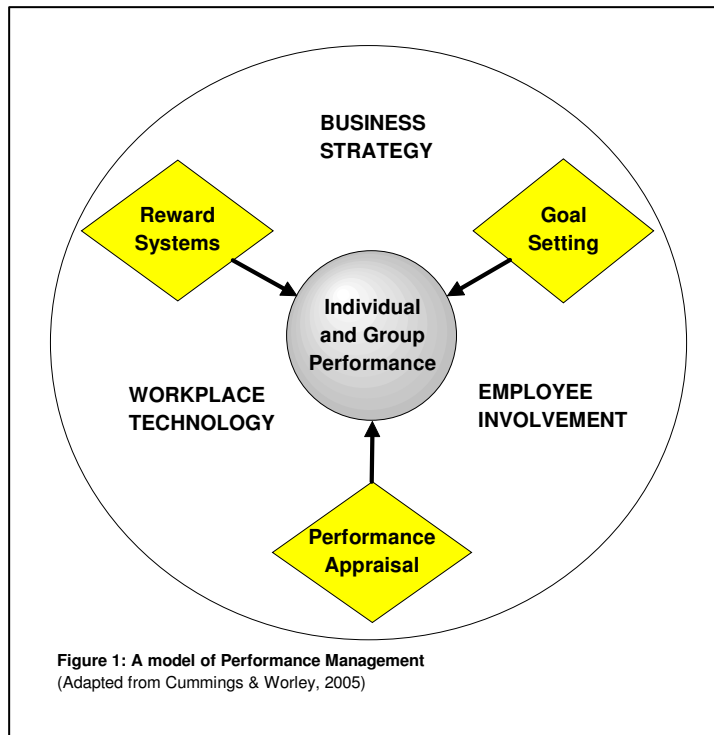 BUSINESS
STRATEGY
Reward
Systems
Goal
Setting
Individual
and Group
Performance
WORKPLACE
TECHNOLOGY
EMPLOYEE
INVOLVEMENT
Performance
Appraisal
Figure 1: A model of Performance Management
(Adapted from Cummings & Worley, 2005)